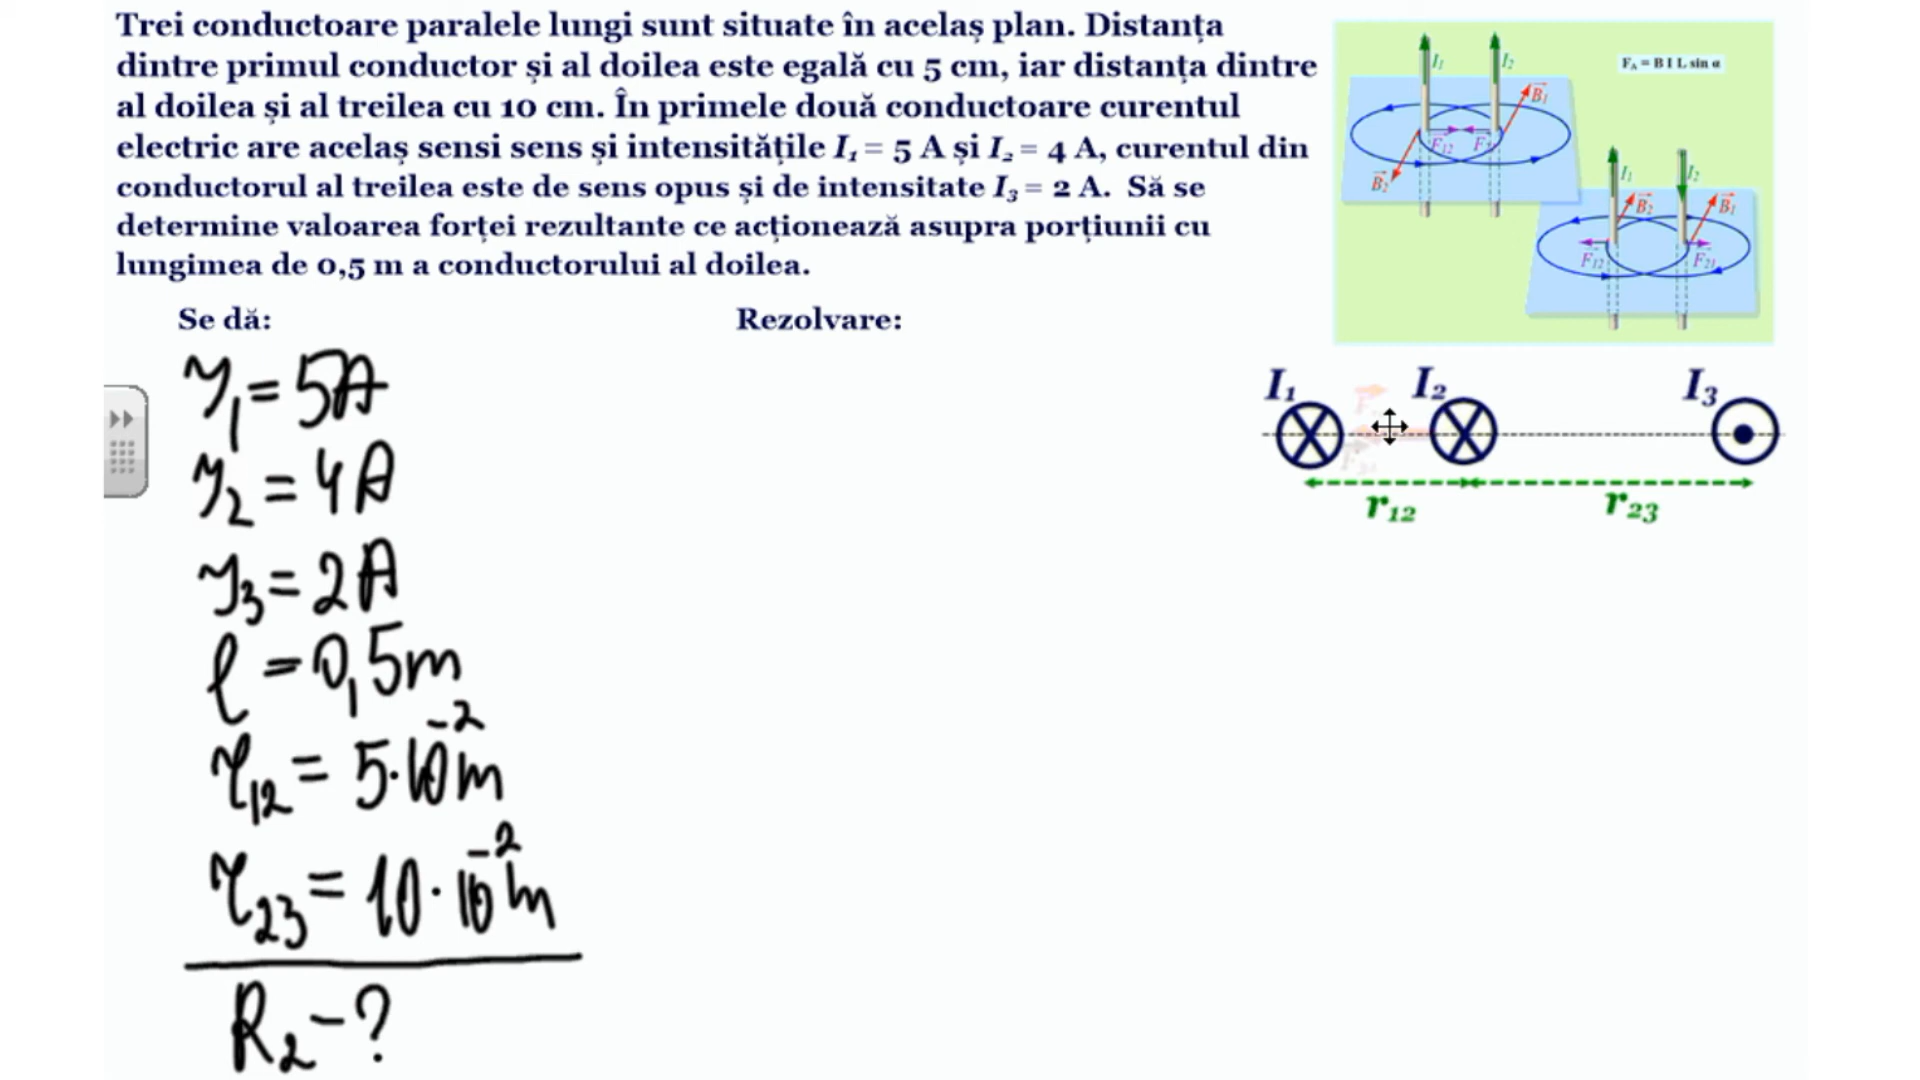 Trei conductoare paralele lungi sunt situate în acelaș plan. Distanța
dintre primul conductor și al doilea este egală cu 5 cm, iar distanța dintre
al doilea și al treilea cu 10 cm. În primele două conductoare curentul
electric are acelaș sensi sens și intensitățile I₁ = 5 A și I₂ = 4 A, curentul din
conductorul al treilea este de sens opus și de intensitate I₃ = 2 A. Să se
determine valoarea forței rezultante ce acționează asupra porțiunii cu
lungimea de 0,5 m a conductorului al doilea.
F_A = B I L sin α
I₁ I₂
B₁
F₁₂
B₂
I₁ I₂
B₂ B₁
F₁₂ F₂₁
Se dă:
Rezolvare:
I₁ = 5A
I₂ = 4A
I₃ = 2A
l = 0,5m
r₁₂ = 5·10⁻²m
r₂₃ = 10·10⁻²m
R₂ – ?
I₁ I₂ I₃
r₁₂ r₂₃